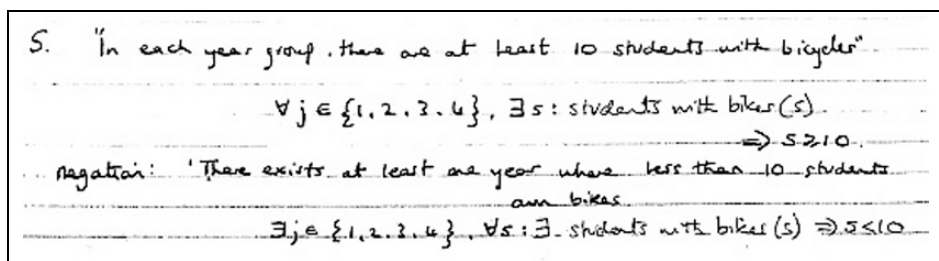 5. "In each year group, there are at least 10 students with bicycles"
∀ j ∈ {1, 2, 3, 4}, ∃ s : students with bikes (s)
⇒ s ≥ 10.
negation: 'There exists at least one year where less than 10 students
own bikes.
∃ j ∈ {1, 2, 3, 4}, ∀s : ∃ students with bikes (s) ⇒ s < 10